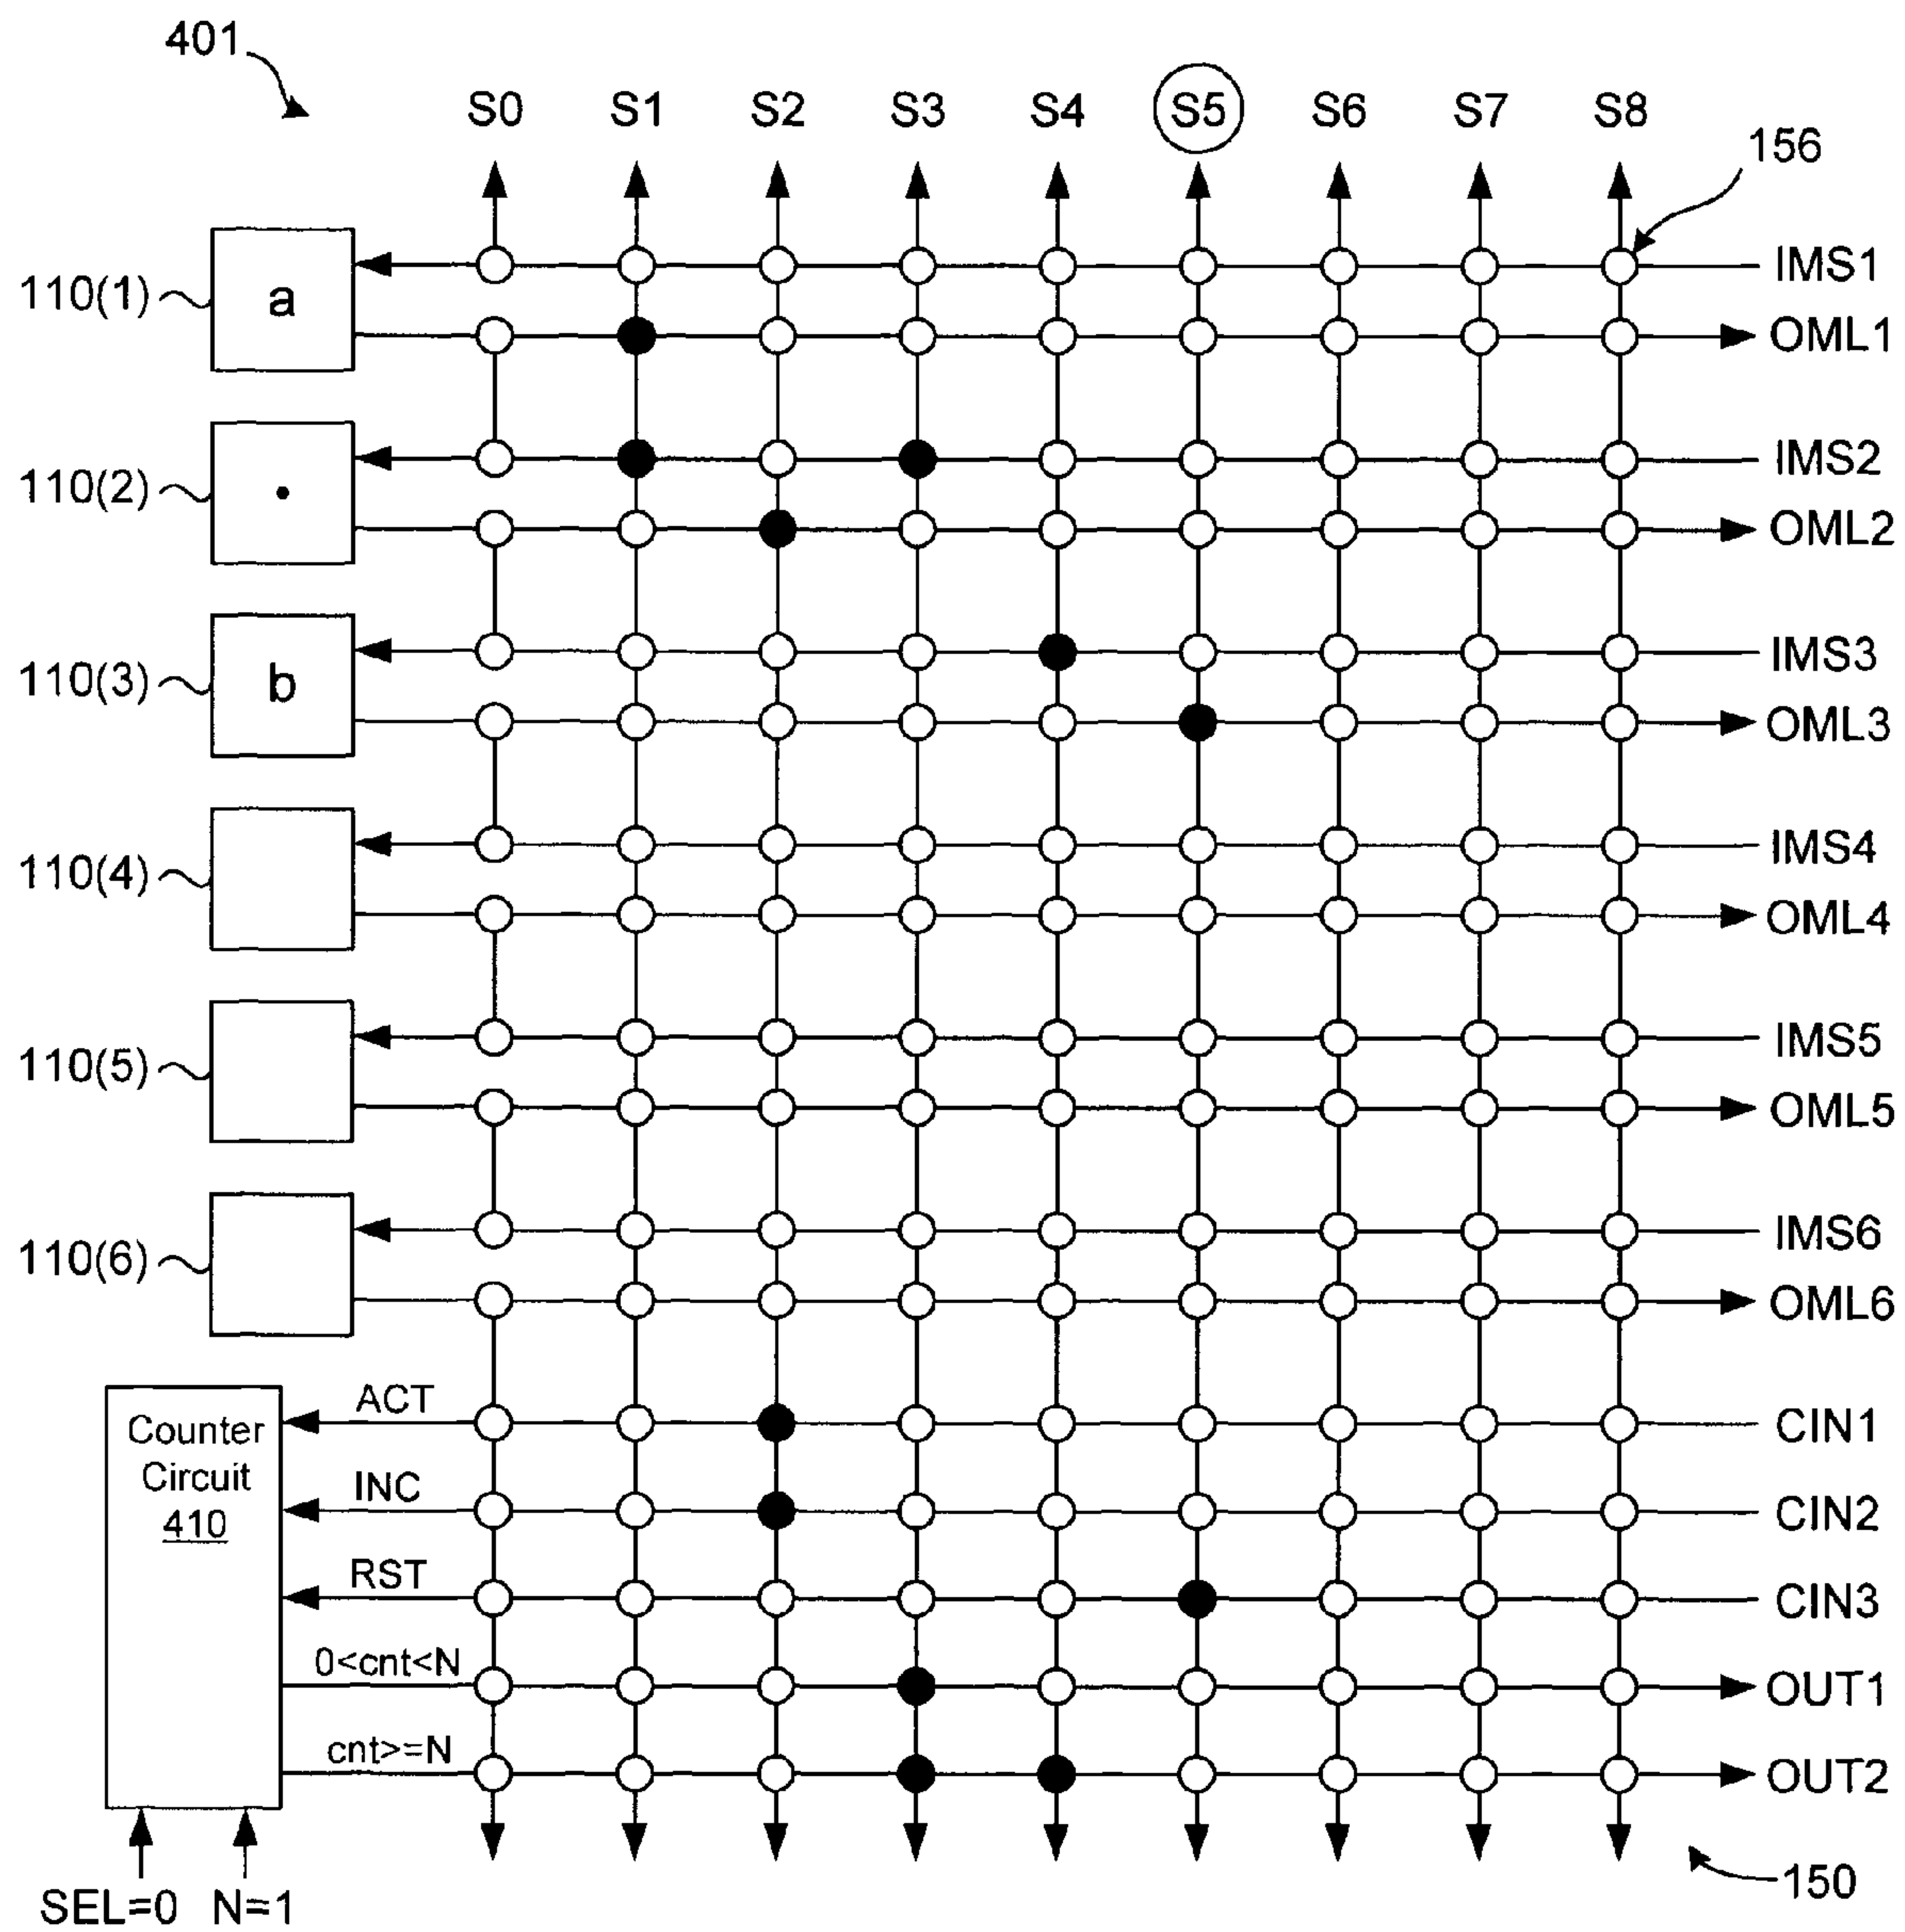 401
S0 S1 S2 S3 S4 S5 S6 S7 S8
156
110(1) a IMS1
OML1
110(2) • IMS2
OML2
110(3) b IMS3
OML3
110(4) IMS4
OML4
110(5) IMS5
OML5
110(6) IMS6
OML6
Counter
Circuit
410
ACT CIN1
INC CIN2
RST CIN3
0<cnt<N OUT1
cnt>=N OUT2
SEL=0 N=1
150